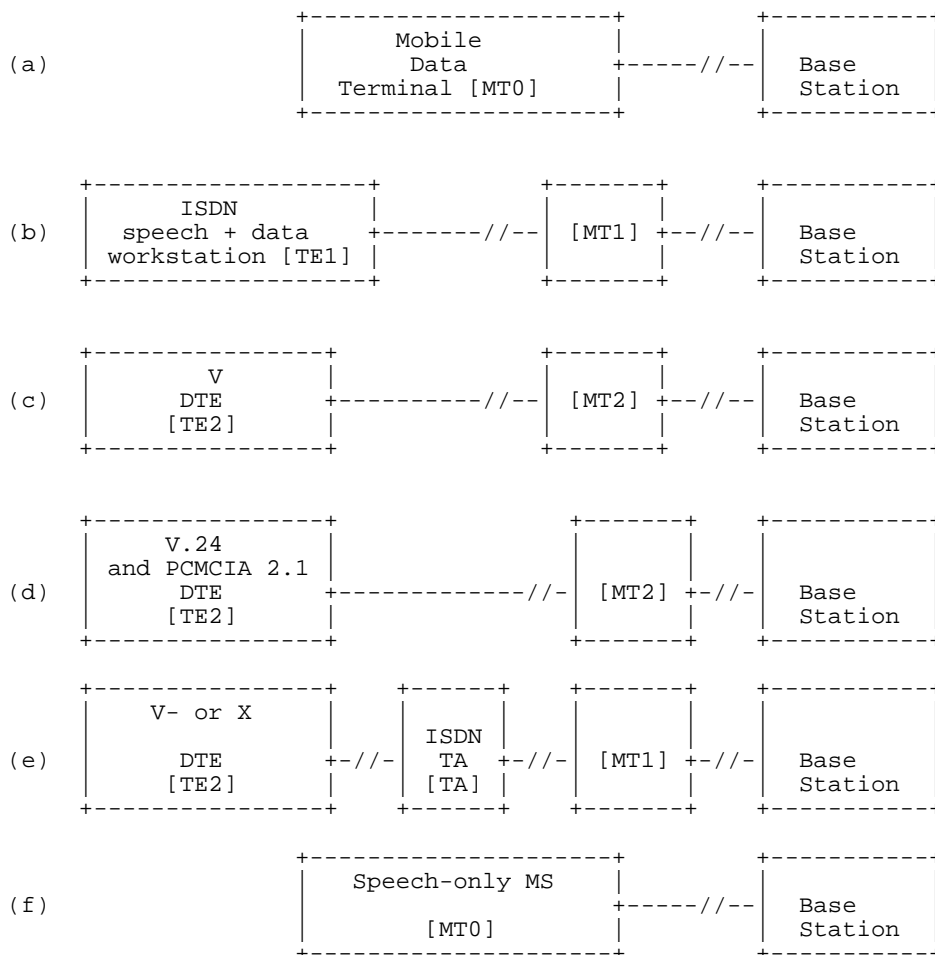 Mobile
(a) Data Base
Terminal [MT0] Station
ISDN
(b) speech + data [MT1] Base
workstation [TE1] Station
V
(c) DTE [MT2] Base
[TE2] Station
V.24
and PCMCIA 2.1
(d) DTE [MT2] Base
[TE2] Station
V- or X
ISDN
(e) DTE TA [MT1] Base
[TE2] [TA] Station
Speech-only MS
(f) Base
[MT0] Station